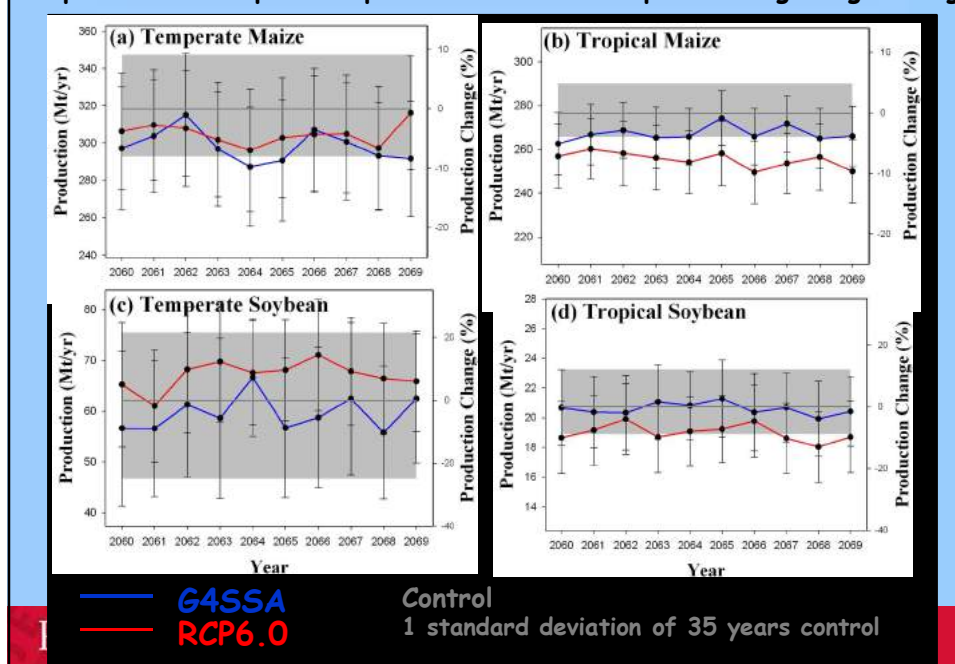 (a) Temperate Maize
Production (Mt/yr)
360
340
320
300
280
260
240
10
0
-10
-20
Production Change (%)
2060 2061 2062 2063 2064 2065 2066 2067 2068 2069
(b) Tropical Maize
Production (Mt/yr)
300
280
260
240
220
10
0
-10
-20
Production Change (%)
2060 2061 2062 2063 2064 2065 2066 2067 2068 2069
(c) Temperate Soybean
Production (Mt/yr)
80
70
60
50
40
20
0
-20
-40
Production Change (%)
2060 2061 2062 2063 2064 2065 2066 2067 2068 2069
Year
(d) Tropical Soybean
Production (Mt/yr)
28
26
24
22
20
18
16
14
20
0
-20
-40
Production Change (%)
2060 2061 2062 2063 2064 2065 2066 2067 2068 2069
Year
G4SSA
RCP6.0
Control
1 standard deviation of 35 years control